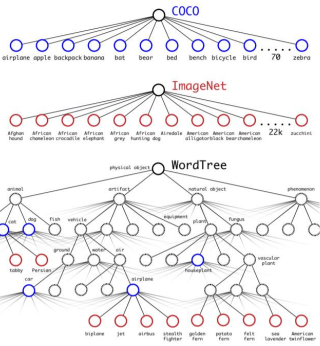 COCO
airplane apple backpack banana bat bear bed bench bicycle bird 70 zebra
ImageNet
Afghan hound African chameleon African crocodile African elephant African grey African hunting dog Airedale American alligator American black bear American chameleon 22k zucchini
WordTree
physical object
animal artifact natural object phenomenon
cat dog fish vehicle equipment plant fungus
ground water air
tabby Persian houseplant vascular plant
car airplane
biplane jet airbus stealth fighter golden fern potato fern felt fern sea lavender American twinflower